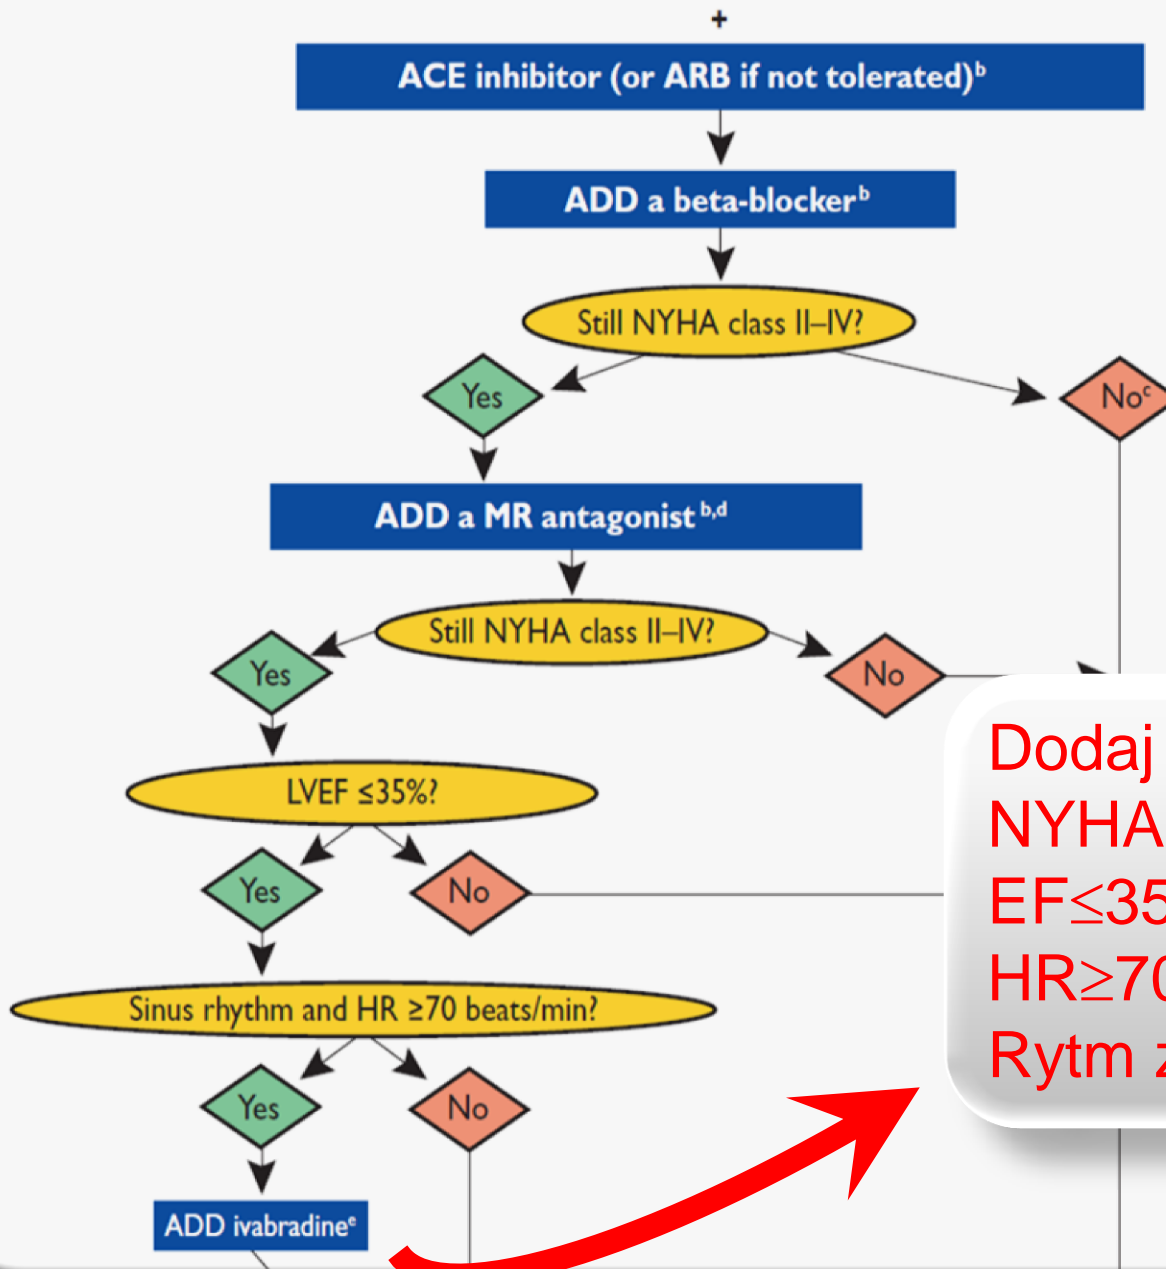 +
ACE inhibitor (or ARB if not tolerated)ᵇ
ADD a beta-blockerᵇ
Still NYHA class II–IV?
Yes
Noᶜ
ADD a MR antagonistᵇ,ᵈ
Still NYHA class II–IV?
Yes
No
LVEF ≤35%?
Yes
No
Sinus rhythm and HR ≥70 beats/min?
Yes
No
ADD ivabradineᵉ
Dodaj
NYHA
EF≤35
HR≥70
Rytm z